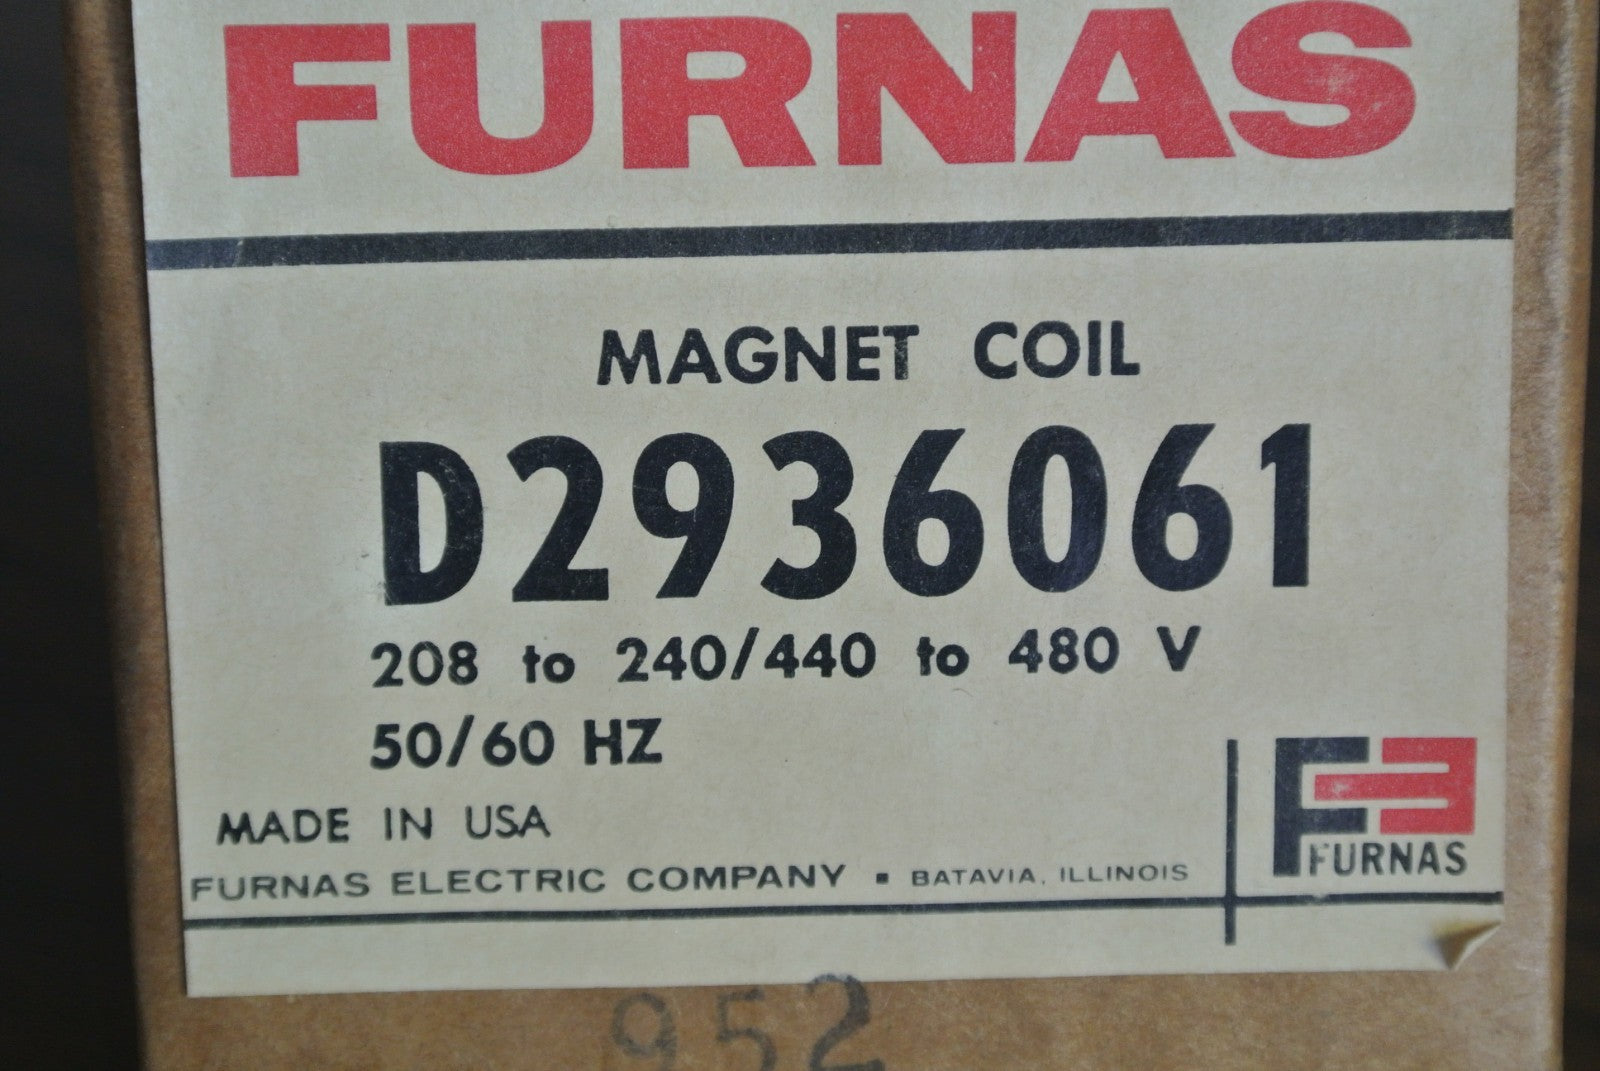 FURNAS
MAGNET COIL
D2936061
208 to 240/440 to 480 V
50/60 HZ
MADE IN USA
FURNAS ELECTRIC COMPANY ▪ BATAVIA, ILLINOIS
FURNAS
952